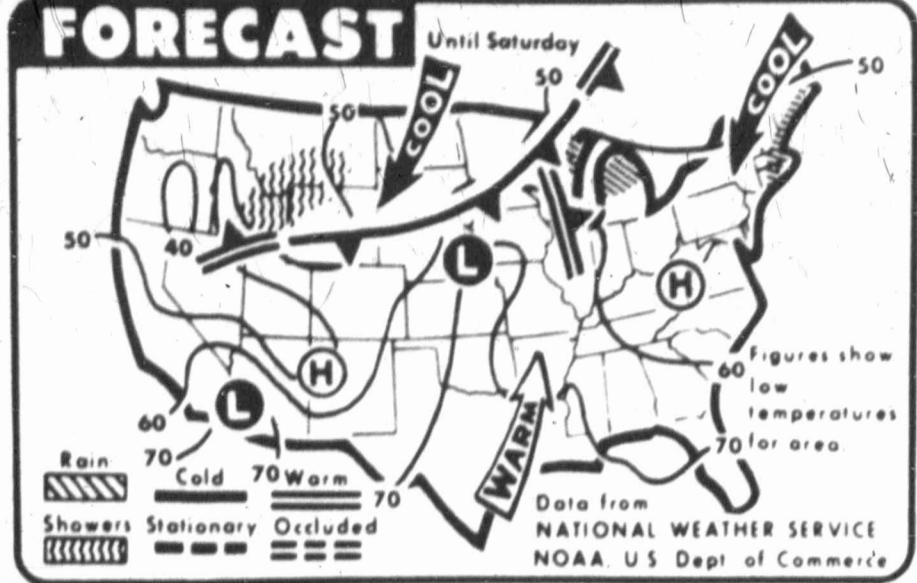 FORECAST
Until Saturday
COOL
COOL
50
50
50
50
40
L
H
H
L
60
70
70
70
WARM
60
70
Figures show
low
temperatures
for area.
Rain
Cold
Warm
Showers
Stationary
Occluded
Data from
NATIONAL WEATHER SERVICE
NOAA, U S Dept of Commerce